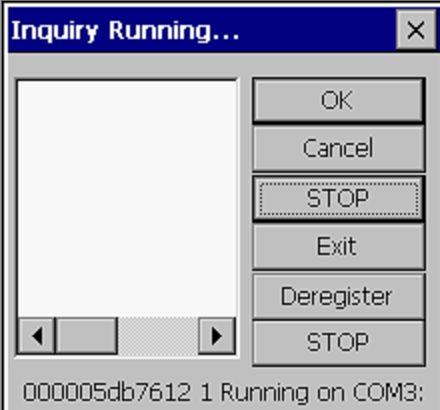 Inquiry Running...
OK
Cancel
STOP
Exit
Deregister
STOP
000005db7612 1 Running on COM3: